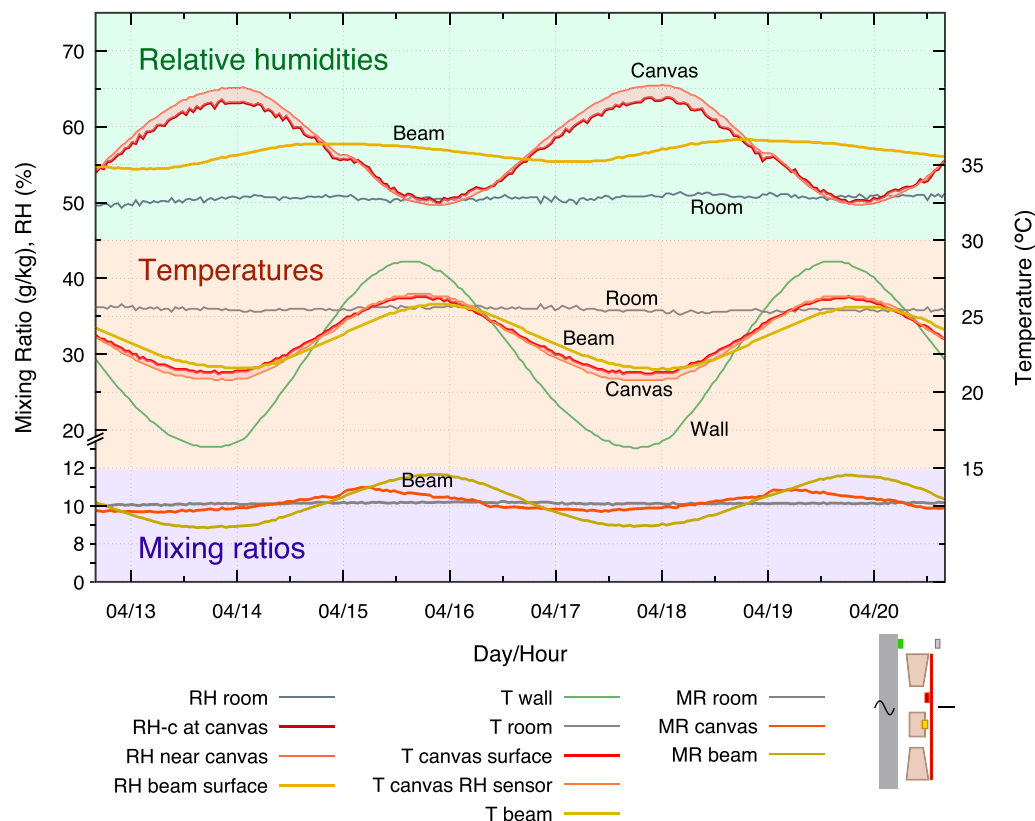 Relative humidities
Canvas
Beam
Room
Temperatures
Room
Beam
Canvas
Wall
Beam
Mixing ratios
70
60
50
40
30
20
12
10
8
0
35
30
25
20
15
Mixing Ratio (g/kg), RH (%)
Temperature (°C)
04/13 04/14 04/15 04/16 04/17 04/18 04/19 04/20
Day/Hour
RH room
RH-c at canvas
RH near canvas
RH beam surface
T wall
T room
T canvas surface
T canvas RH sensor
T beam
MR room
MR canvas
MR beam